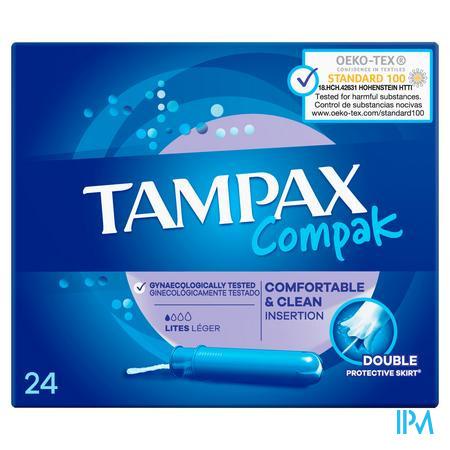 OEKO-TEX®
CONFIDENCE IN TEXTILES
STANDARD 100
18.HCH.42631 HOHENSTEIN HTTI
Tested for harmful substances.
Control de substancias nocivas
www.oeko-tex.com/standard100
TAMPAX
Compak
GYNAECOLOGICALLY TESTED
GINECOLÓGICAMENTE TESTADO
LITES LÉGER
COMFORTABLE
& CLEAN
INSERTION
DOUBLE
PROTECTIVE SKIRT®
24
IPM